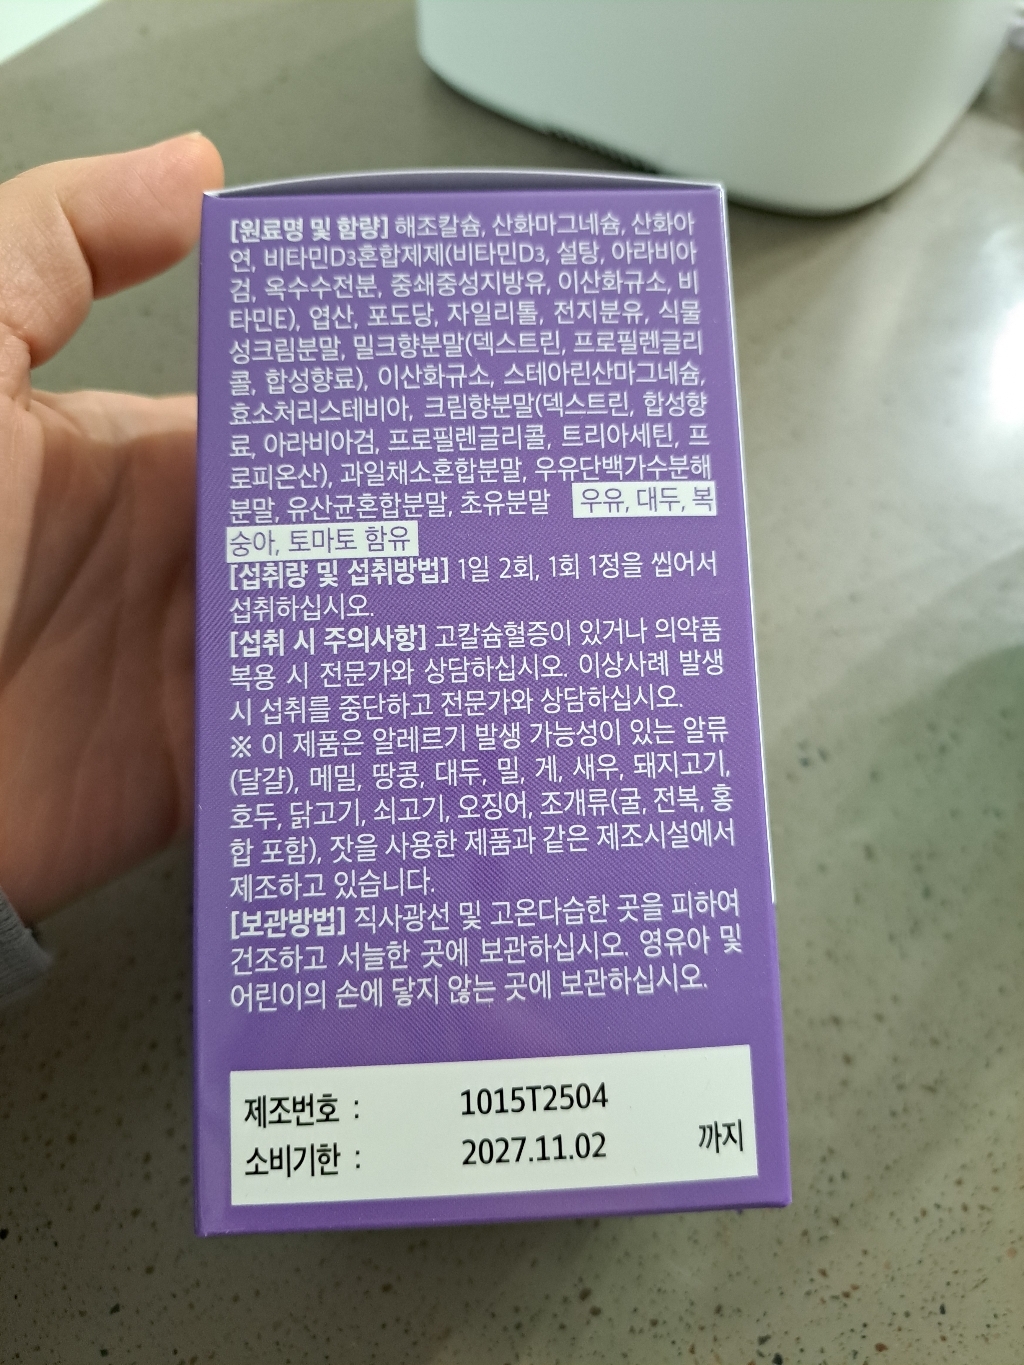 [원료명 및 함량] 해조칼슘, 산화마그네슘, 산화아
연, 비타민D3혼합제제(비타민D3, 설탕, 아라비아
검, 옥수수전분, 중쇄중성지방유, 이산화규소, 비
타민E), 엽산, 포도당, 자일리톨, 전지분유, 식물
성크림분말, 밀크향분말(덱스트린, 프로필렌글리
콜, 합성향료), 이산화규소, 스테아린산마그네슘,
효소처리스테비아, 크림향분말(덱스트린, 합성향
료, 아라비아검, 프로필렌글리콜, 트리아세틴, 프
로피온산), 과일채소혼합분말, 우유단백가수분해
분말, 유산균혼합분말, 초유분말 우유, 대두, 복
숭아, 토마토 함유
[섭취량 및 섭취방법] 1일 2회, 1회 1정을 씹어서
섭취하십시오.
[섭취 시 주의사항] 고칼슘혈증이 있거나 의약품
복용 시 전문가와 상담하십시오. 이상사례 발생
시 섭취를 중단하고 전문가와 상담하십시오.
※ 이 제품은 알레르기 발생 가능성이 있는 알류
(달걀), 메밀, 땅콩, 대두, 밀, 게, 새우, 돼지고기,
호두, 닭고기, 쇠고기, 오징어, 조개류(굴, 전복, 홍
합 포함), 잣을 사용한 제품과 같은 제조시설에서
제조하고 있습니다.
[보관방법] 직사광선 및 고온다습한 곳을 피하여
건조하고 서늘한 곳에 보관하십시오. 영유아 및
어린이의 손에 닿지 않는 곳에 보관하십시오.
제조번호 : 1015T2504
소비기한 : 2027.11.02 까지